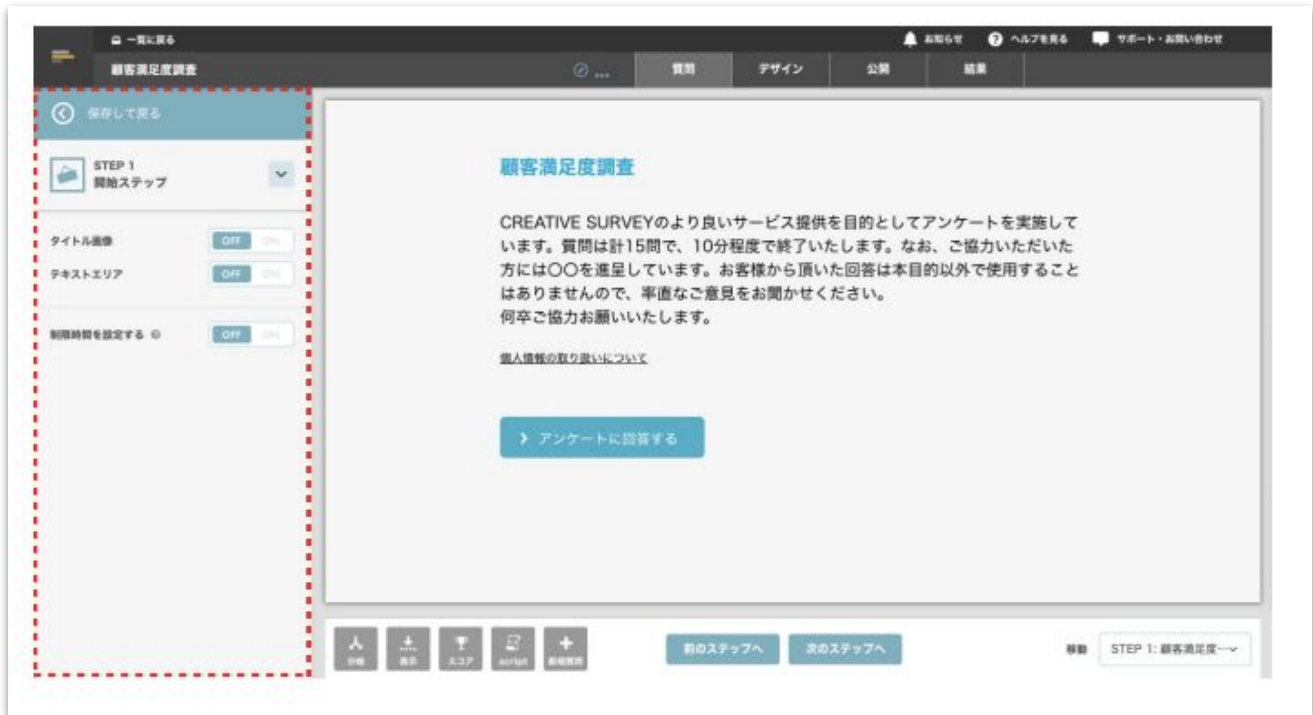 一覧に戻る
お知らせ
ヘルプを見る
サポート・お問い合わせ
顧客満足度調査
...
質問
デザイン
公開
結果
保存して戻る
STEP 1
開始ステップ
タイトル画像
OFF
ON
テキストエリア
OFF
ON
制限時間を設定する
OFF
ON
顧客満足度調査
CREATIVE SURVEYのより良いサービス提供を目的としてアンケートを実施して
います。質問は計15問で、10分程度で終了いたします。なお、ご協力いただいた
方には〇〇を進呈しています。お客様から頂いた回答は本目的以外で使用すること
はありませんので、率直なご意見をお聞かせください。
何卒ご協力お願いいたします。
個人情報の取り扱いについて
アンケートに回答する
分岐
表示
スコア
script
新規質問
前のステップへ
次のステップへ
移動
STEP 1: 顧客満足度…